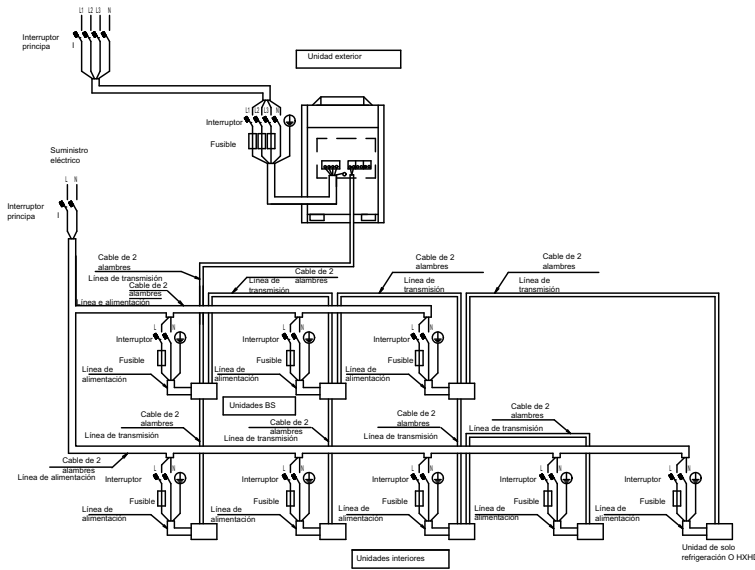 L1 L2 L3 N
Interruptor
principa
l
Unidad exterior
L1 L2 L3 N
Interruptor
Fusible
Suministro
eléctrico
L N
Interruptor
principa
l
Cable de 2
alambres
Línea de transmisión
Cable de 2
alambres
Línea e alimentación
Cable de 2
alambres
Línea de
transmisión
Cable de 2
alambres
Línea de
transmisión
Cable de 2
alambres
Línea de
transmisión
L N
Interruptor
Fusible
Línea de
alimentación
L N
Interruptor
Fusible
Línea de
alimentación
L N
Interruptor
Fusible
Línea de
alimentación
Unidades BS
Cable de 2
alambres
Línea de transmisión
Cable de 2
alambres
Línea de transmisión
Cable de 2
alambres
Línea de transmisión
Cable de 2
alambres
Línea de transmisión
Cable de 2
alambres
Línea de alimentación
L N
Interruptor
Fusible
Línea de
alimentación
L N
Interruptor
Fusible
Línea de
alimentación
L N
Interruptor
Fusible
Línea de
alimentación
L N
Interruptor
Fusible
Línea de
alimentación
L N
Interruptor
Fusible
Línea de
alimentación
Unidades interiores
Unidad de solo
refrigeración O HXHD